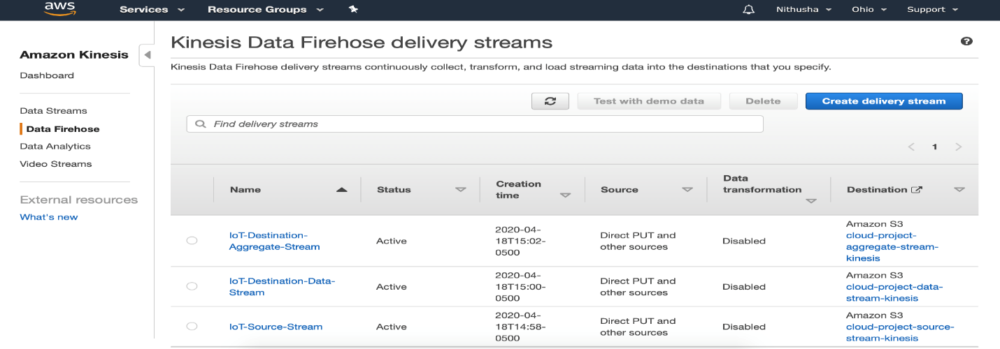 aws
Services
Resource Groups
Nithusha
Ohio
Support
Amazon Kinesis
Dashboard
Data Streams
Data Firehose
Data Analytics
Video Streams
External resources
What's new
Kinesis Data Firehose delivery streams
?
Kinesis Data Firehose delivery streams continuously collect, transform, and load streaming data into the destinations that you specify.
Test with demo data
Delete
Create delivery stream
Find delivery streams
< 1 >
Name
Status
Creation
time
Source
Data
transformation
Destination
IoT-Destination-
Aggregate-Stream
Active
2020-04-
18T15:02-
0500
Direct PUT and
other sources
Disabled
Amazon S3
cloud-project-
aggregate-stream-
kinesis
IoT-Destination-Data-
Stream
Active
2020-04-
18T15:00-
0500
Direct PUT and
other sources
Disabled
Amazon S3
cloud-project-data-
stream-kinesis
IoT-Source-Stream
Active
2020-04-
18T14:58-
0500
Direct PUT and
other sources
Disabled
Amazon S3
cloud-project-source-
stream-kinesis